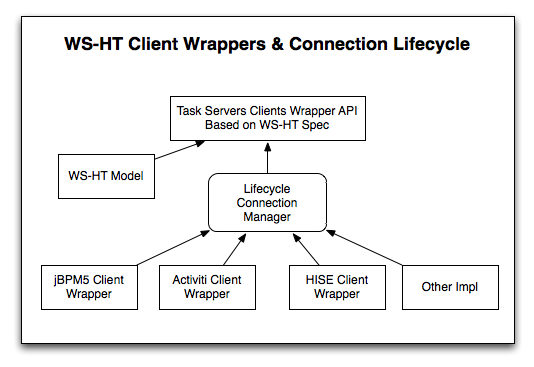 WS-HT Client Wrappers & Connection Lifecycle
Task Servers Clients Wrapper API
Based on WS-HT Spec
WS-HT Model
Lifecycle
Connection
Manager
jBPM5 Client
Wrapper
Activiti Client
Wrapper
HISE Client
Wrapper
Other Impl